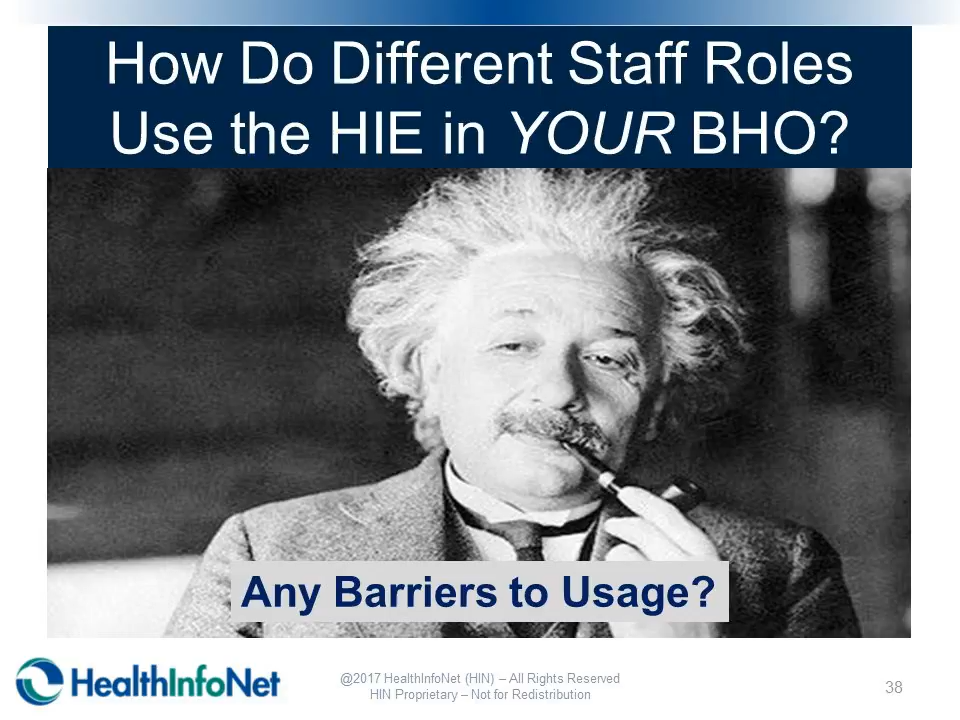 How Do Different Staff Roles
Use the HIE in YOUR BHO?
Any Barriers to Usage?
HealthInfoNet
@2017 HealthInfoNet (HIN) – All Rights Reserved
HIN Proprietary – Not for Redistribution
38